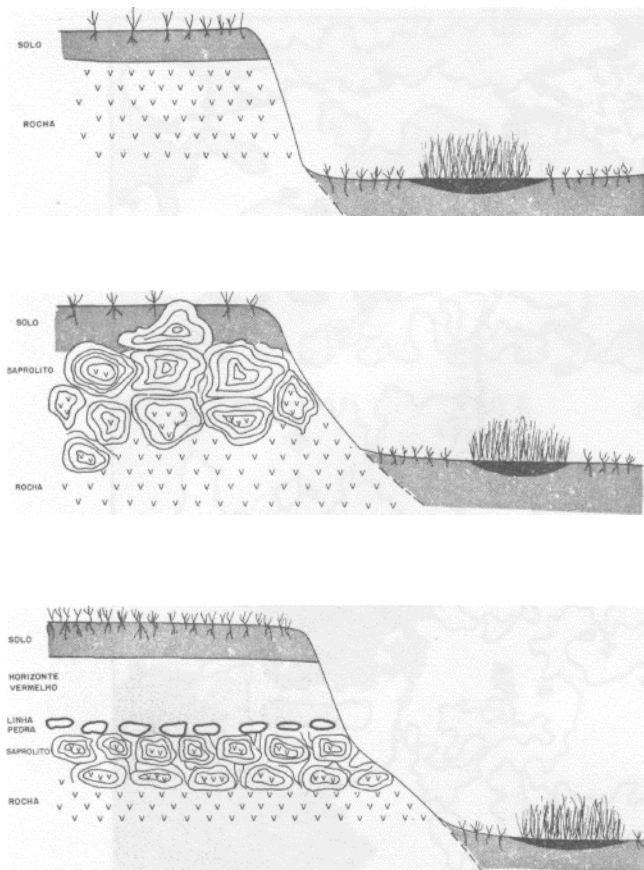 SOLO
ROCHA
SOLO
SAPROLITO
ROCHA
SOLO
HORIZONTE
VERMELHO
LINHA
PEDRA
SAPROLITO
ROCHA